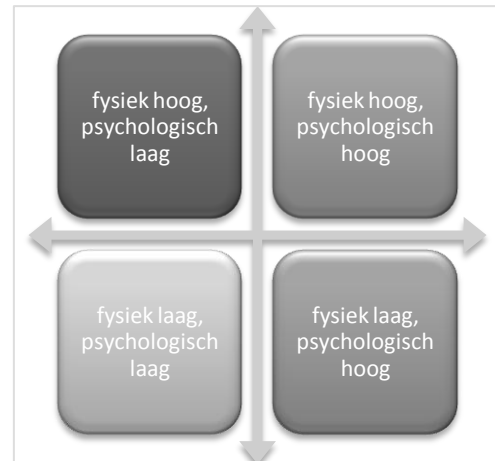 fysiek hoog,
psychologisch
laag
fysiek hoog,
psychologisch
hoog
fysiek laag,
psychologisch
laag
fysiek laag,
psychologisch
hoog